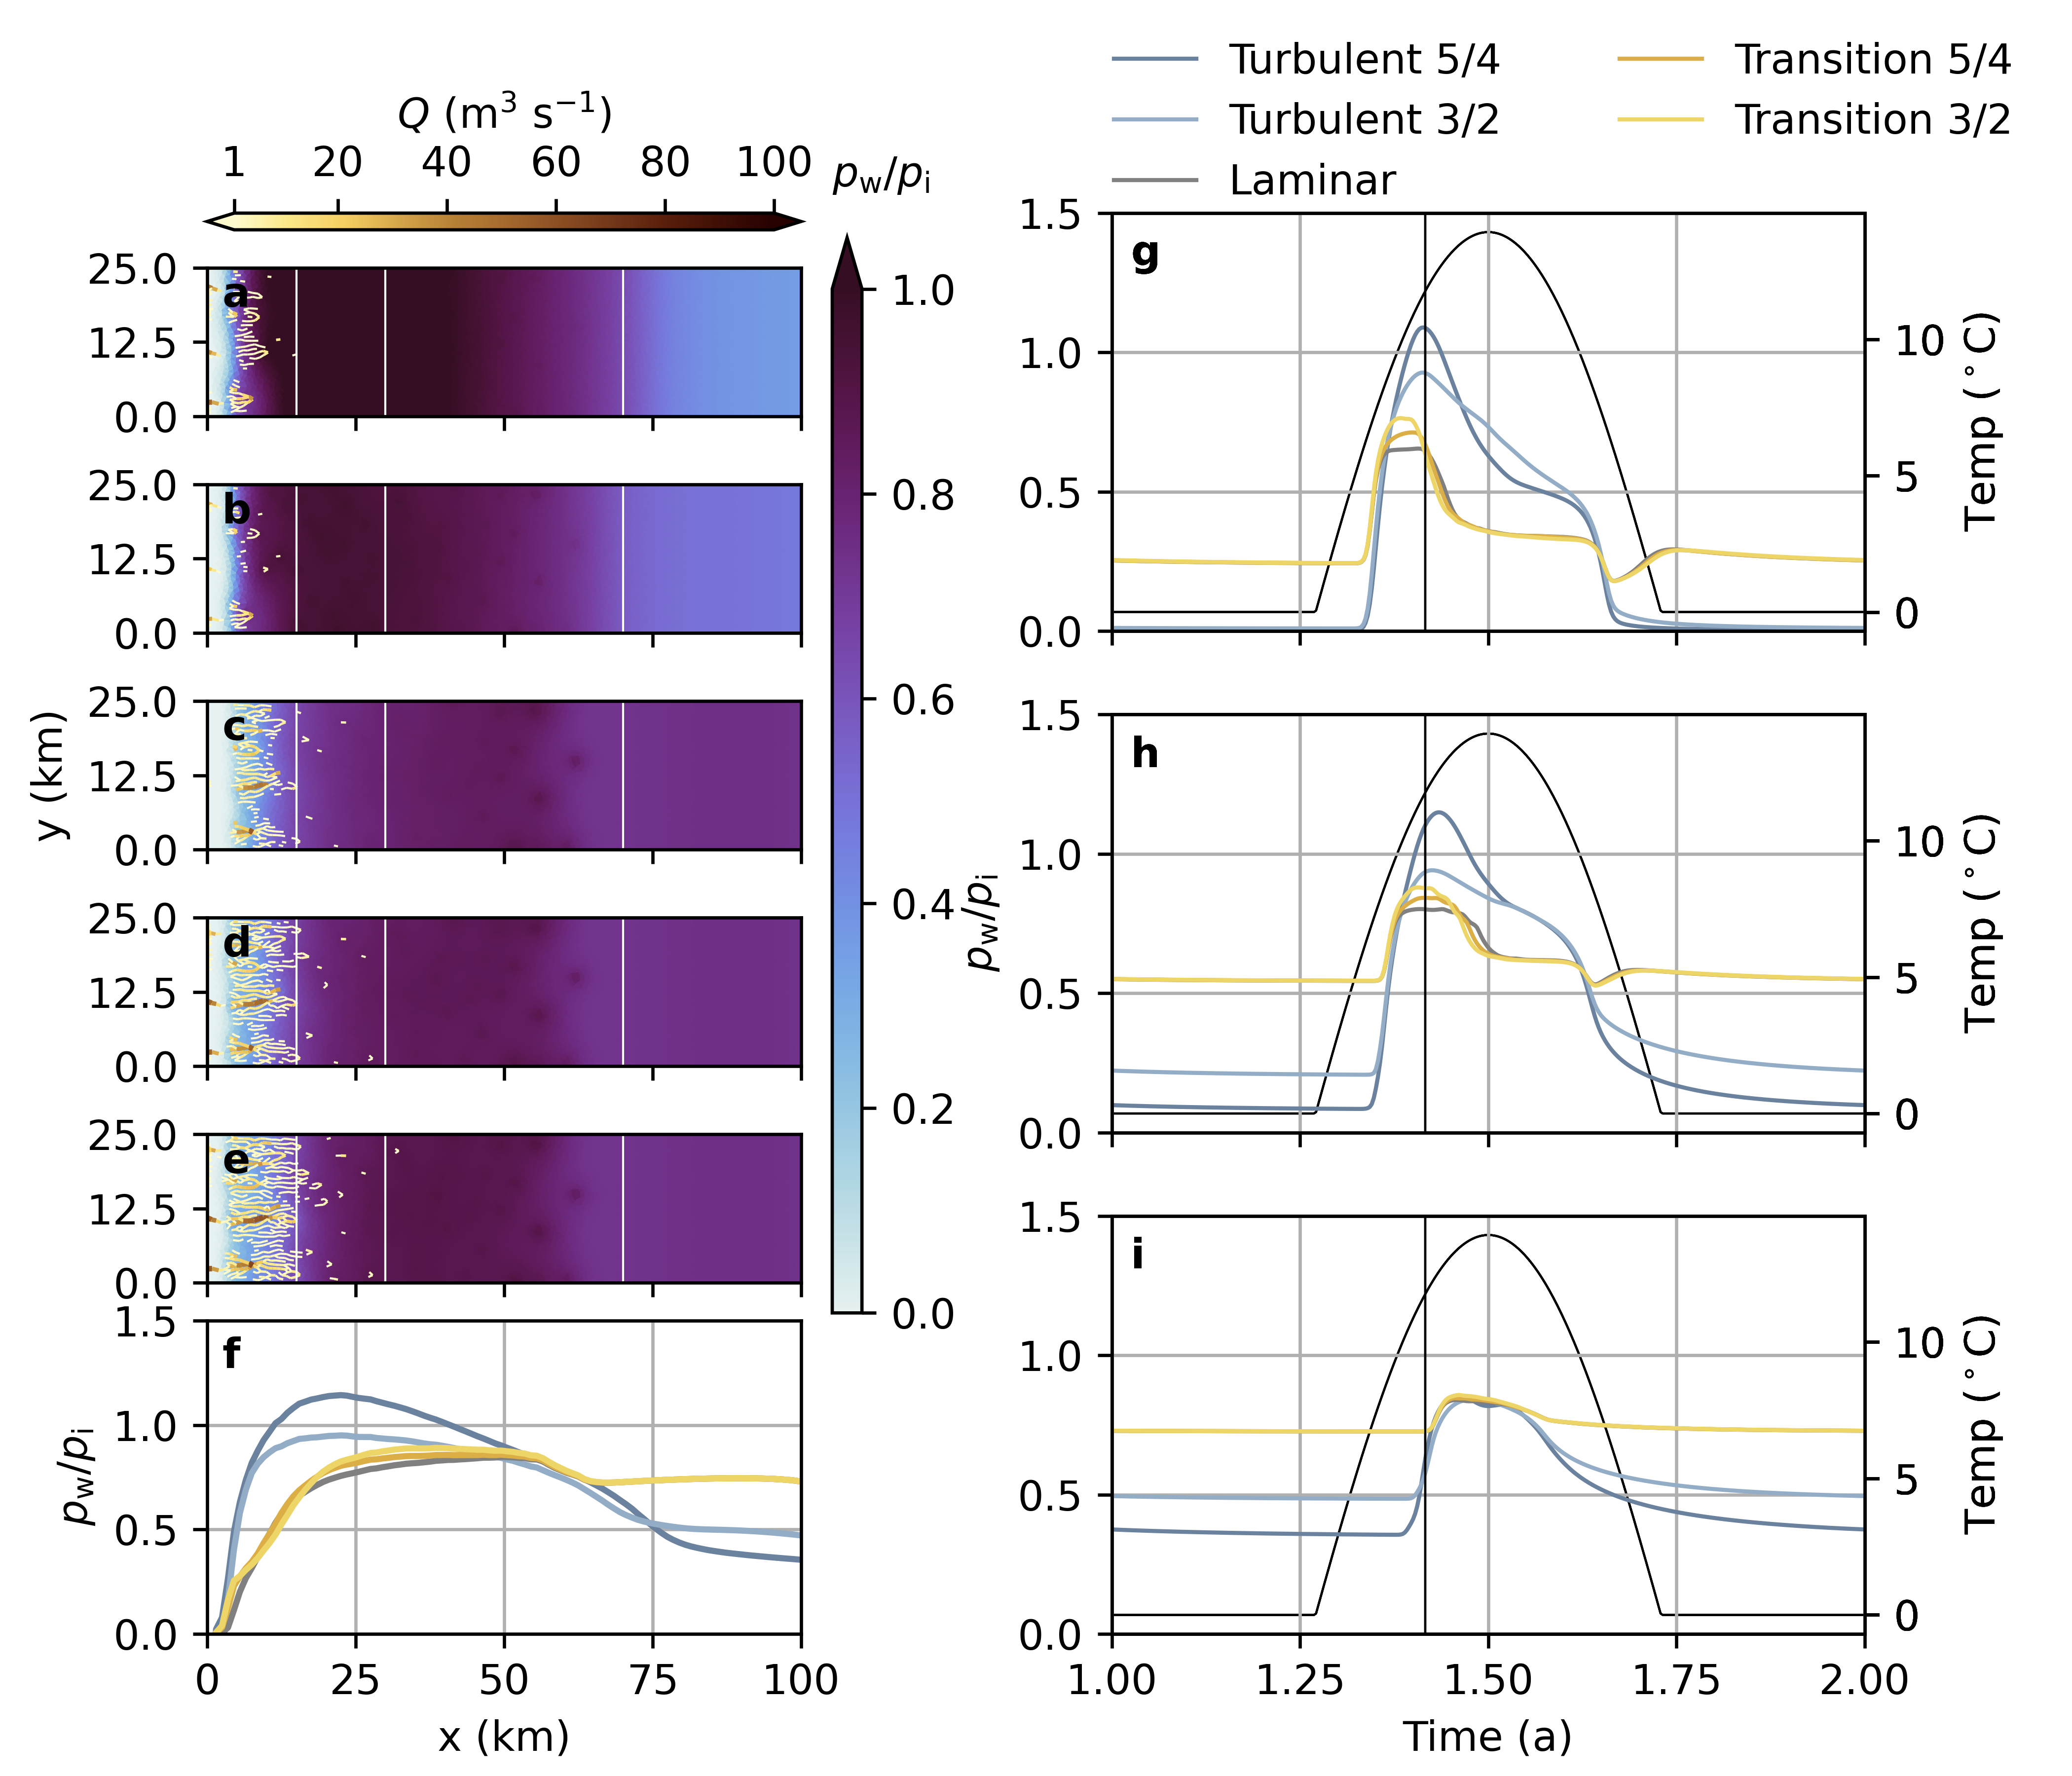 Q (m³ s⁻¹)
1 20 40 60 80 100
p_w/p_i
25.0
12.5
0.0
a
25.0
12.5
0.0
b
25.0
12.5
0.0
c
25.0
12.5
0.0
d
25.0
12.5
0.0
e
y (km)
1.0
0.8
0.6
0.4
0.2
0.0
1.5
1.0
0.5
0.0
f
p_w/p_i
0 25 50 75 100
x (km)
Turbulent 5/4
Turbulent 3/2
Laminar
Transition 5/4
Transition 3/2
1.5
1.0
0.5
0.0
g
10
5
0
Temp (°C)
1.5
1.0
0.5
0.0
h
p_w/p_i
10
5
0
Temp (°C)
1.5
1.0
0.5
0.0
i
10
5
0
Temp (°C)
1.00 1.25 1.50 1.75 2.00
Time (a)